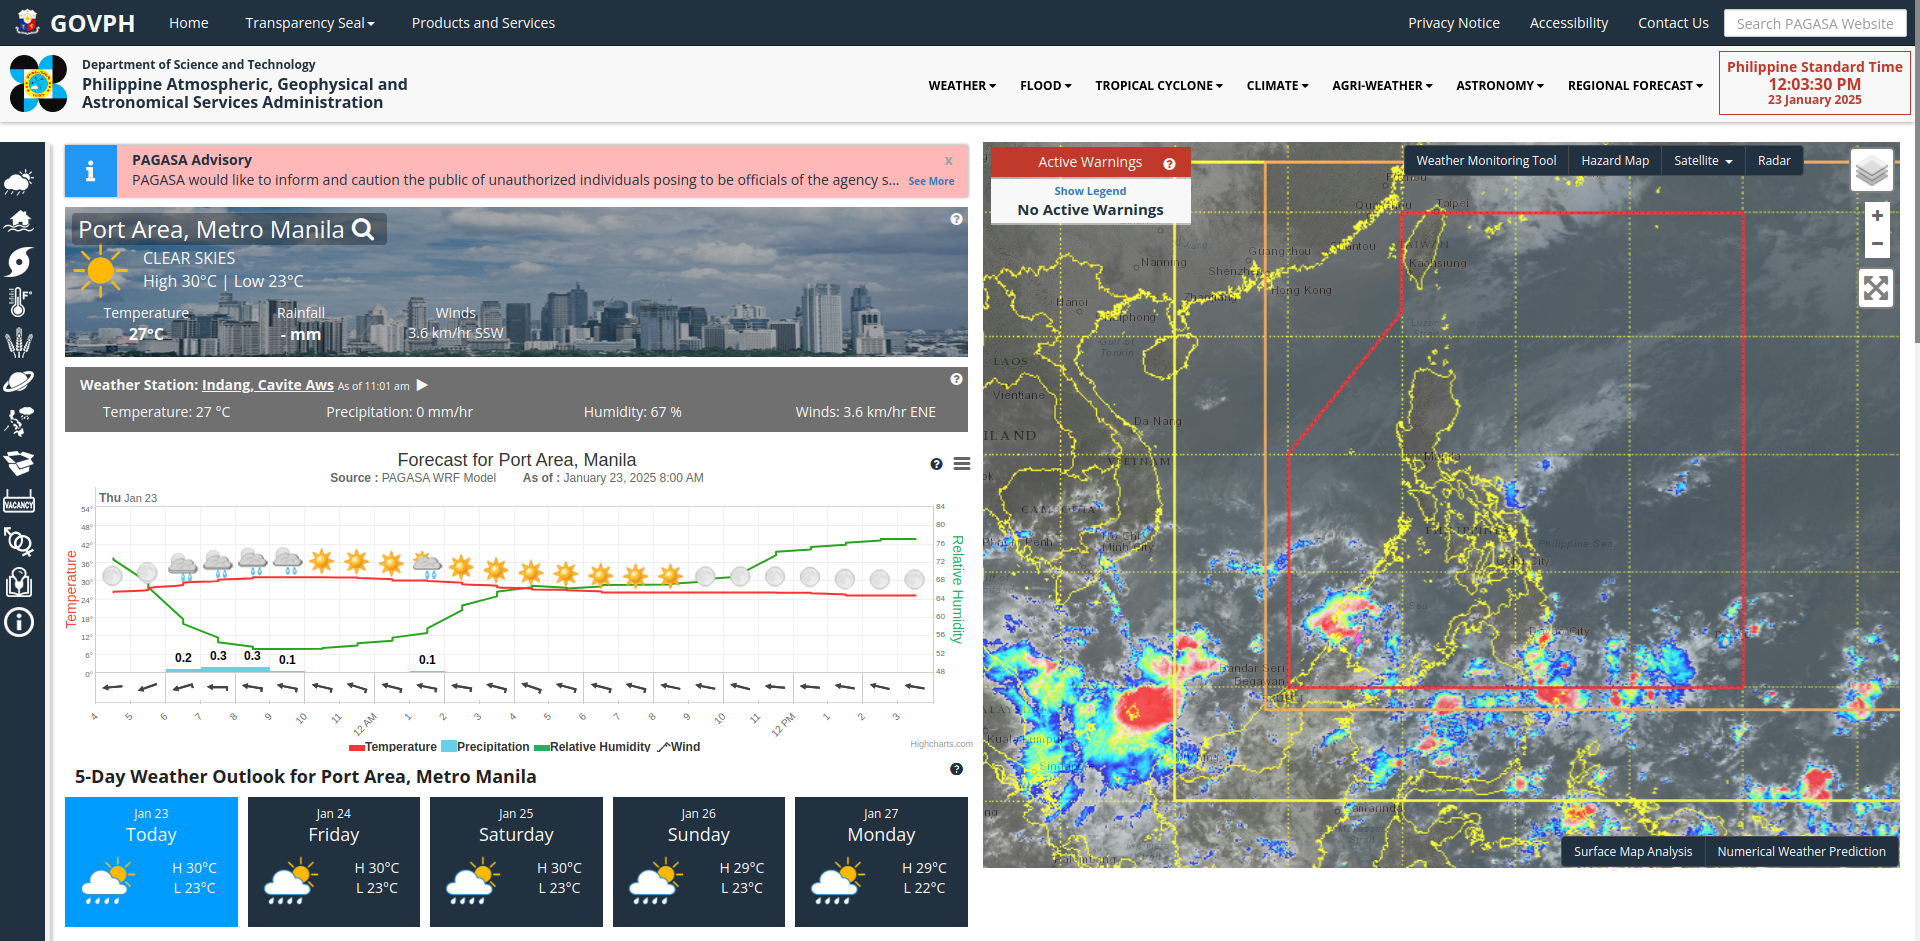 GOVPH
Home
Transparency Seal
Products and Services
Privacy Notice
Accessibility
Contact Us
Search PAGASA Website
Department of Science and Technology
Philippine Atmospheric, Geophysical and
Astronomical Services Administration
WEATHER
FLOOD
TROPICAL CYCLONE
CLIMATE
AGRI-WEATHER
ASTRONOMY
REGIONAL FORECAST
Philippine Standard Time
12:03:30 PM
23 January 2025
VACANCY
PAGASA Advisory
x
PAGASA would like to inform and caution the public of unauthorized individuals posing to be officials of the agency s... See More
Port Area, Metro Manila
CLEAR SKIES
High 30°C | Low 23°C
Temperature
Rainfall
Winds
27°C
- mm
3.6 km/hr SSW
Weather Station: Indang, Cavite Aws As of 11:01 am
Temperature: 27 °C
Precipitation: 0 mm/hr
Humidity: 67 %
Winds: 3.6 km/hr ENE
Forecast for Port Area, Manila
Source : PAGASA WRF Model As of : January 23, 2025 8:00 AM
Thu Jan 23
Temperature
54°
48°
42°
36°
30°
24°
18°
12°
6°
0°
84
80
76
72
68
64
60
56
52
48
Relative Humidity
0.2
0.3
0.3
0.1
0.1
4 5 6 7 8 9 10 11 12 AM 1 2 3 4 5 6 7 8 9 10 11 12 PM 1 2 3
Temperature Precipitation Relative Humidity Wind
Highcharts.com
5-Day Weather Outlook for Port Area, Metro Manila
Jan 23
Today
H 30°C
L 23°C
Jan 24
Friday
H 30°C
L 23°C
Jan 25
Saturday
H 30°C
L 23°C
Jan 26
Sunday
H 29°C
L 23°C
Jan 27
Monday
H 29°C
L 22°C
Active Warnings
Show Legend
No Active Warnings
Weather Monitoring Tool
Hazard Map
Satellite
Radar
+
−
Taipei
Guangzhou
Nanning
Shenzhen
Kaohsiung
Hong Kong
Hanoi
Gulf of
Tonkin
LAOS
Vientiane
Da Nang
VIETNAM
Manila
Minh City
Philippine Sea
Bandar Seri
Begawan
Surface Map Analysis
Numerical Weather Prediction